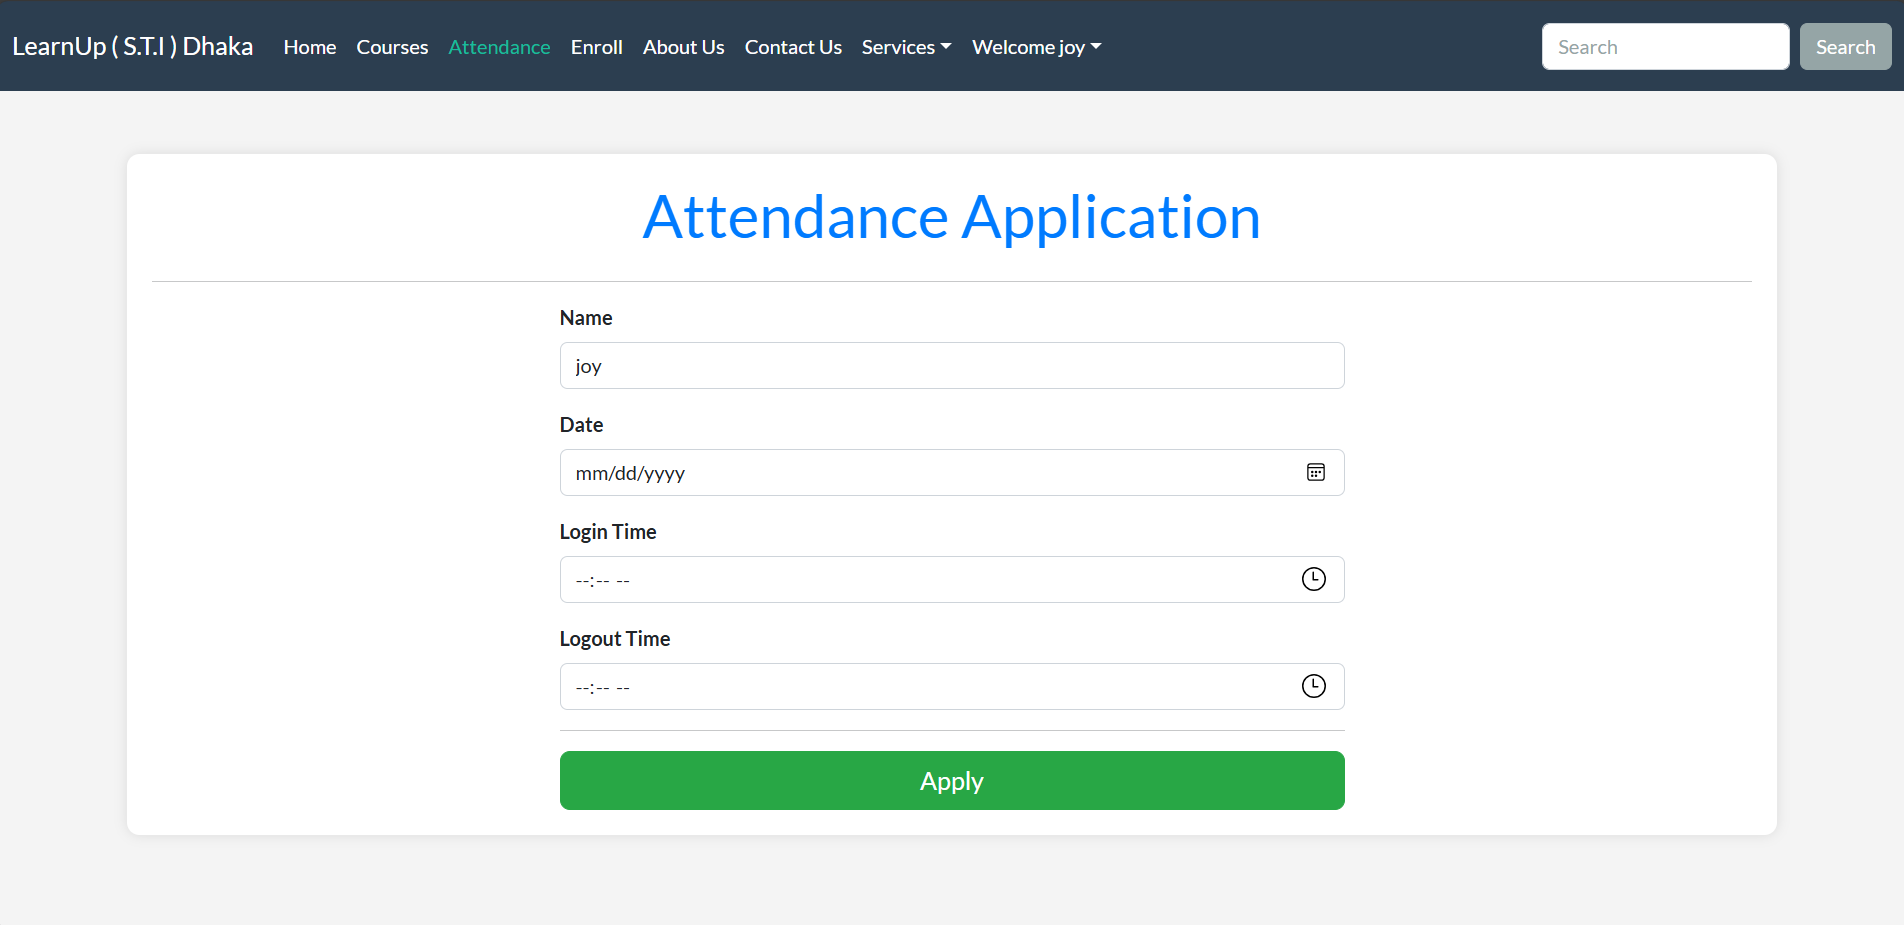 LearnUp ( S.T.I ) Dhaka Home Courses Attendance Enroll About Us Contact Us Services Welcome joy Search Search
Attendance Application
Name
joy
Date
mm/dd/yyyy
Login Time
--:-- --
Logout Time
--:-- --
Apply